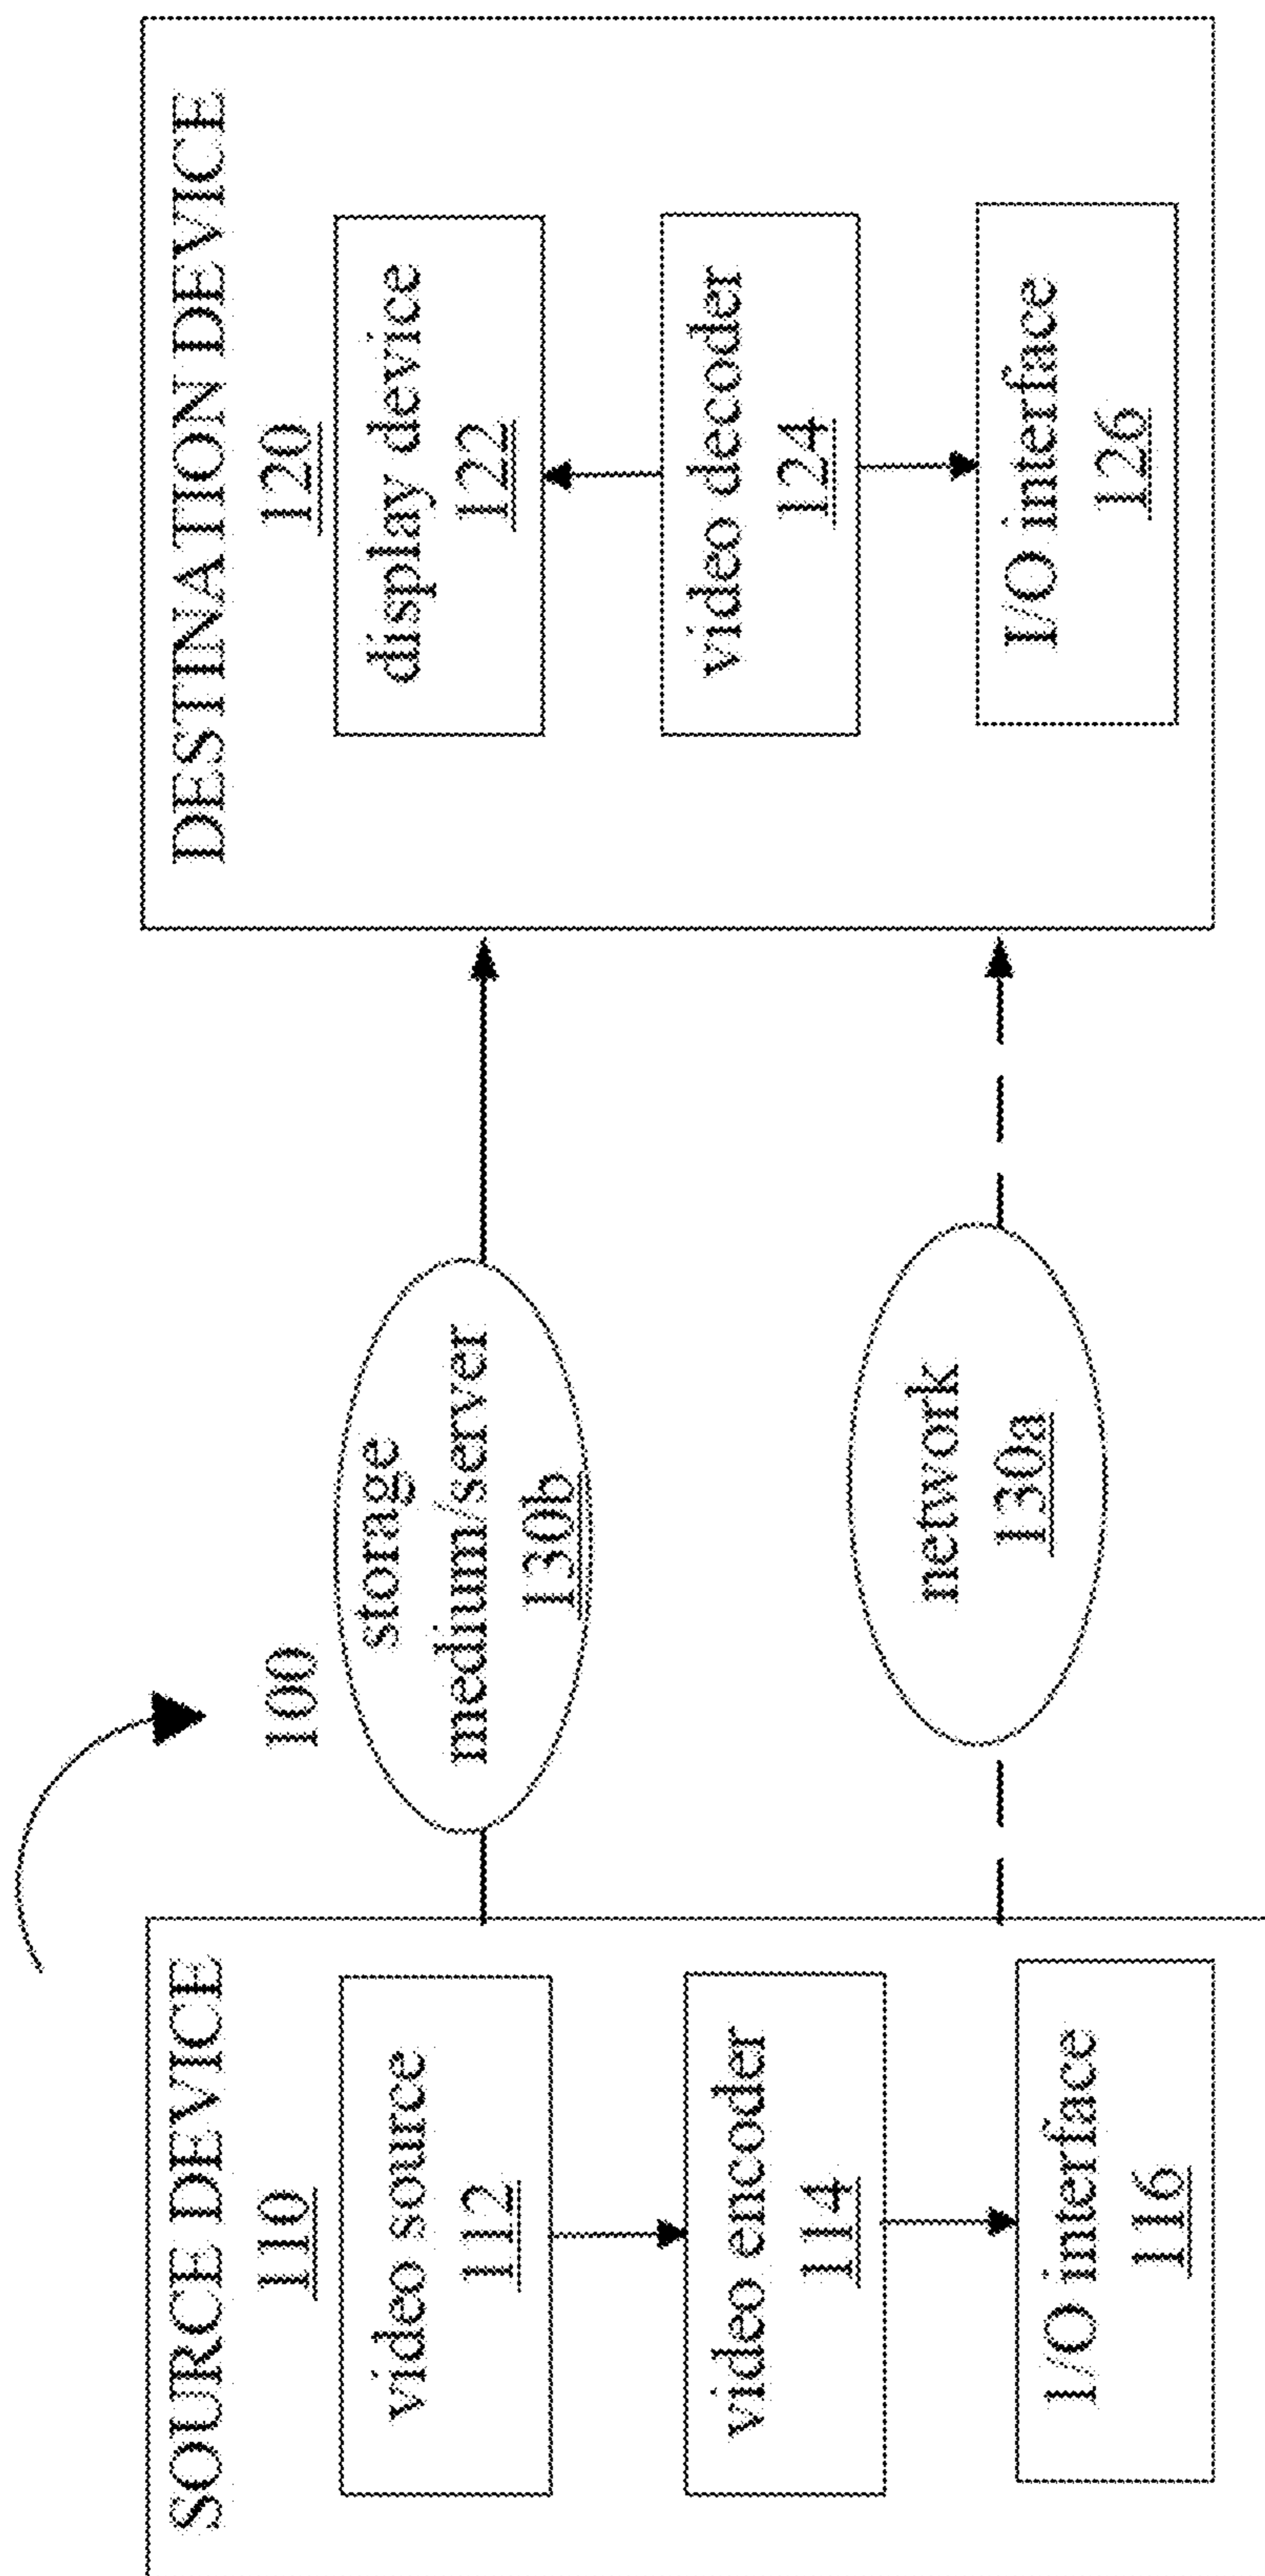 100
SOURCE DEVICE
110
video source
112
video encoder
114
I/O interface
116
storage
medium/server
130b
network
130a
DESTINATION DEVICE
120
display device
122
video decoder
124
I/O interface
126